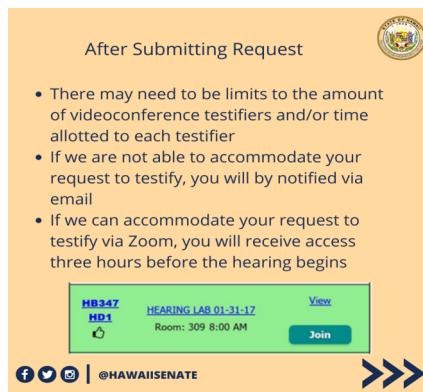 After Submitting Request
• There may need to be limits to the amount
of videoconference testifiers and/or time
allotted to each testifier
• If we are not able to accommodate your
request to testify, you will by notified via
email
• If we can accommodate your request to
testify via Zoom, you will receive access
three hours before the hearing begins
HB347
HD1
HEARING LAB 01-31-17
Room: 309 8:00 AM
View
Join
@HAWAIISENATE